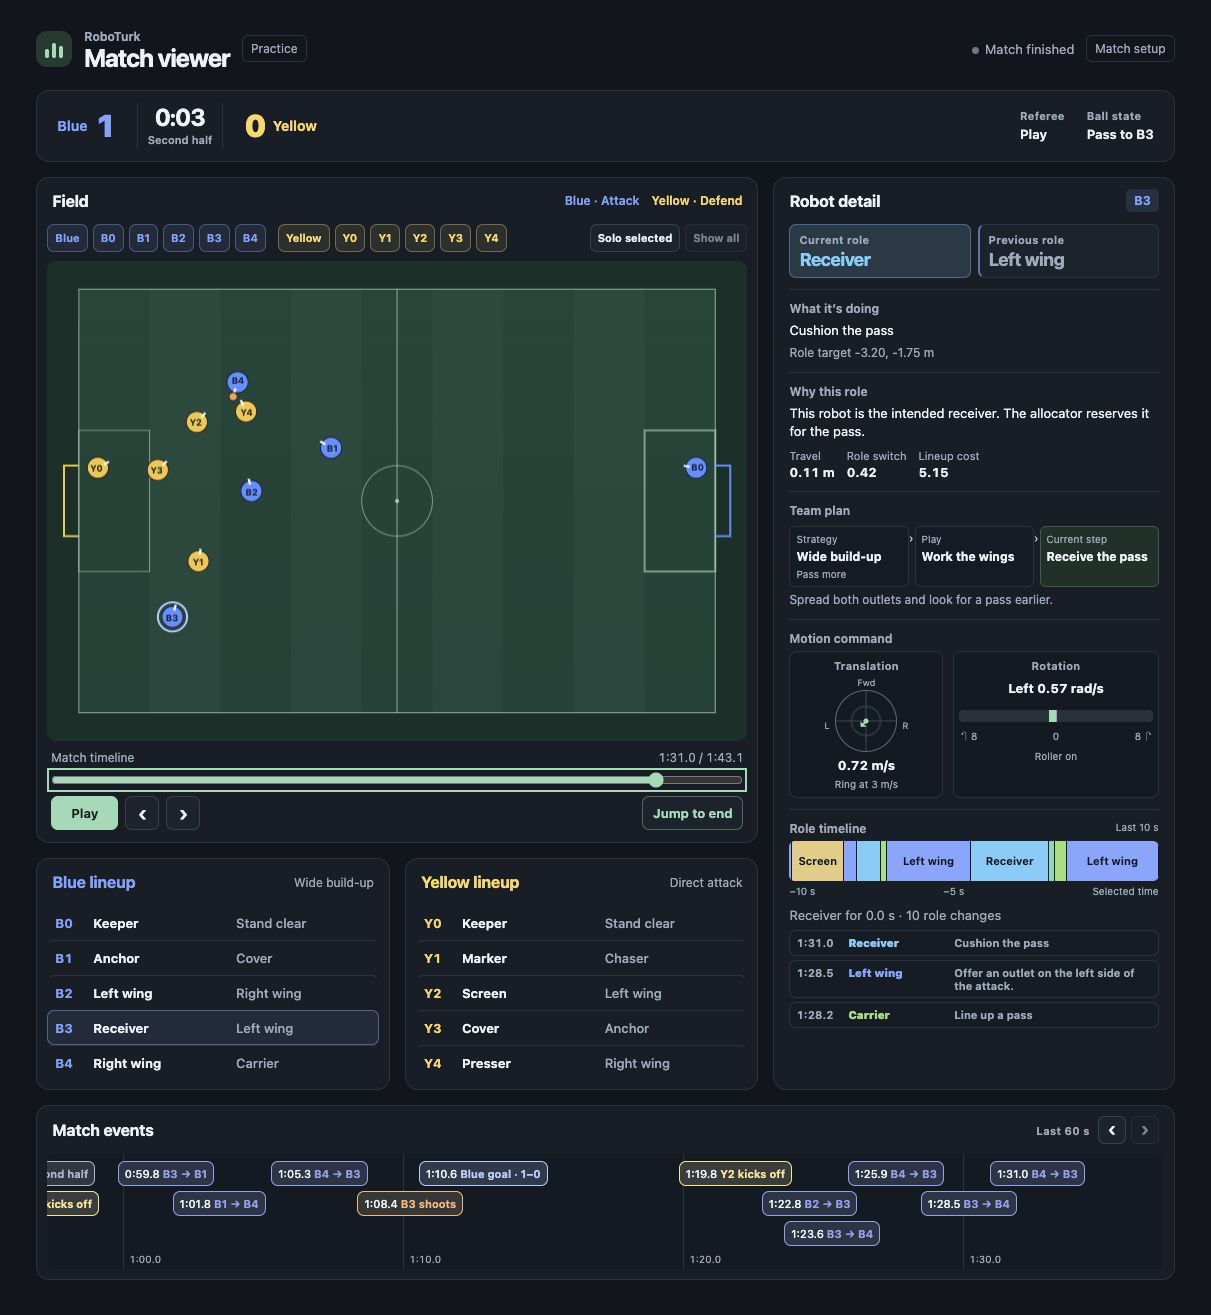 RoboTurk
Match viewer
Practice
Match finished
Match setup
Blue 1
0:03
Second half
0 Yellow
Referee
Play
Ball state
Pass to B3
Field
Blue · Attack Yellow · Defend
Blue B0 B1 B2 B3 B4 Yellow Y0 Y1 Y2 Y3 Y4 Solo selected Show all
B4
Y4
Y2
B1
Y0
Y3
B0
B2
Y1
B3
Match timeline
1:31.0 / 1:43.1
Play ‹ › Jump to end
Robot detail
B3
Current role
Receiver
Previous role
Left wing
What it's doing
Cushion the pass
Role target -3.20, -1.75 m
Why this role
This robot is the intended receiver. The allocator reserves it
for the pass.
Travel Role switch Lineup cost
0.11 m 0.42 5.15
Team plan
Strategy
Wide build-up
Pass more
›
Play
Work the wings
›
Current step
Receive the pass
Spread both outlets and look for a pass earlier.
Motion command
Translation
Fwd
L R
0.72 m/s
Ring at 3 m/s
Rotation
Left 0.57 rad/s
↰ 8 0 8 ↱
Roller on
Role timeline
Last 10 s
Screen Left wing Receiver Left wing
−10 s −5 s Selected time
Receiver for 0.0 s · 10 role changes
1:31.0 Receiver Cushion the pass
1:28.5 Left wing Offer an outlet on the left side of
the attack.
1:28.2 Carrier Line up a pass
Blue lineup
Wide build-up
B0 Keeper Stand clear
B1 Anchor Cover
B2 Left wing Right wing
B3 Receiver Left wing
B4 Right wing Carrier
Yellow lineup
Direct attack
Y0 Keeper Stand clear
Y1 Marker Chaser
Y2 Screen Left wing
Y3 Cover Anchor
Y4 Presser Right wing
Match events
Last 60 s ‹ ›
ond half 0:59.8 B3 → B1 1:05.3 B4 → B3 1:10.6 Blue goal · 1–0 1:19.8 Y2 kicks off 1:25.9 B4 → B3 1:31.0 B4 → B3
kicks off 1:01.8 B1 → B4 1:08.4 B3 shoots 1:22.8 B2 → B3 1:28.5 B3 → B4
1:23.6 B3 → B4
1:00.0 1:10.0 1:20.0 1:30.0